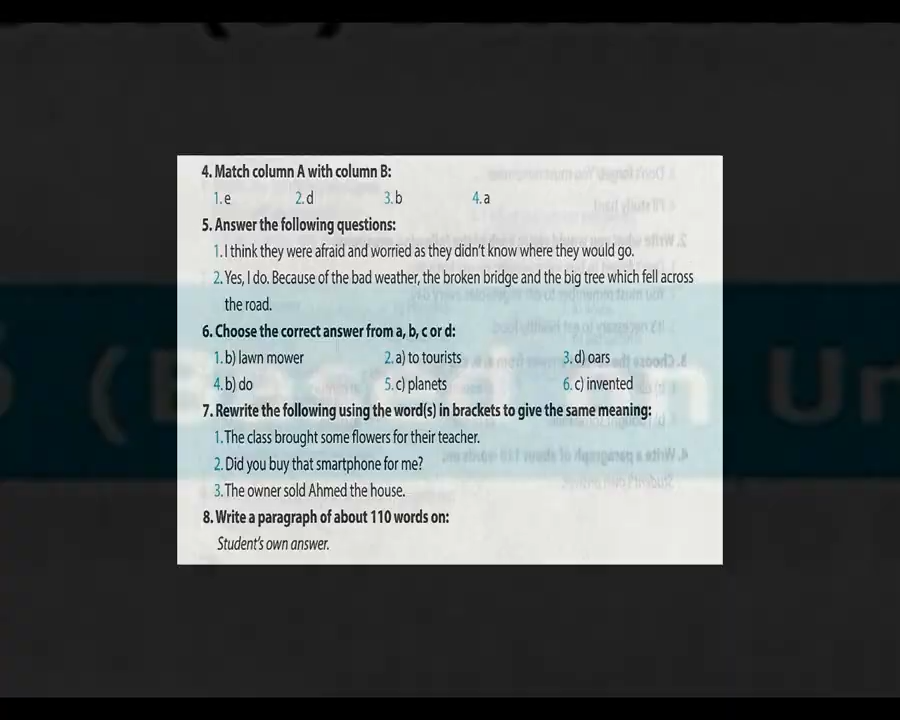 4. Match column A with column B:
1. e 2. d 3. b 4. a
5. Answer the following questions:
1. I think they were afraid and worried as they didn't know where they would go.
2. Yes, I do. Because of the bad weather, the broken bridge and the big tree which fell across
the road.
6. Choose the correct answer from a, b, c or d:
1. b) lawn mower 2. a) to tourists 3. d) oars
4. b) do 5. c) planets 6. c) invented
7. Rewrite the following using the word(s) in brackets to give the same meaning:
1. The class brought some flowers for their teacher.
2. Did you buy that smartphone for me?
3. The owner sold Ahmed the house.
8. Write a paragraph of about 110 words on:
Student's own answer.